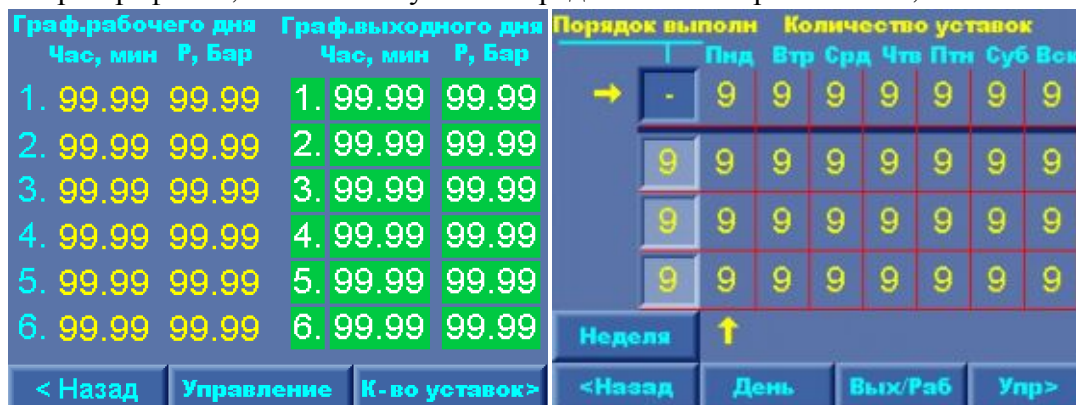 Граф.рабочего дня Граф.выходного дня
Час, мин Р, Бар Час, мин Р, Бар
1. 99.99 99.99 1. 99.99 99.99
2. 99.99 99.99 2. 99.99 99.99
3. 99.99 99.99 3. 99.99 99.99
4. 99.99 99.99 4. 99.99 99.99
5. 99.99 99.99 5. 99.99 99.99
6. 99.99 99.99 6. 99.99 99.99
< Назад Управление К-во уставок>
Порядок выполн Количество уставок
Пнд Втр Срд Чтв Птн Суб Вск
- 9 9 9 9 9 9 9
9 9 9 9 9 9 9 9
9 9 9 9 9 9 9 9
9 9 9 9 9 9 9 9
Неделя
<Назад День Вых/Раб Упр>